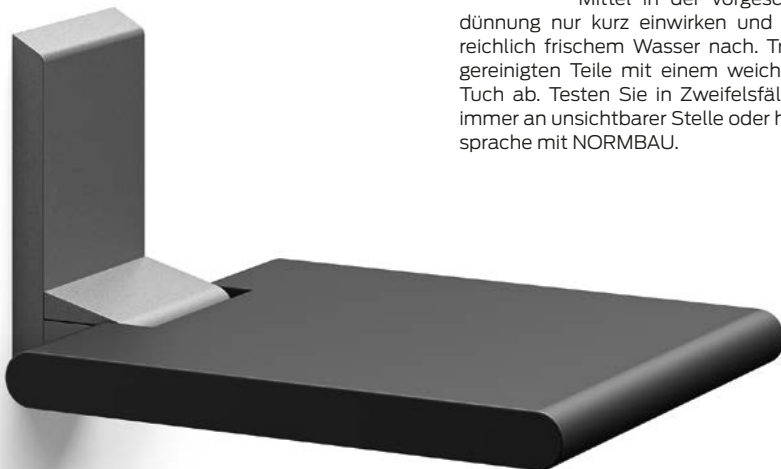 Mittel in der vorgesch
dünnung nur kurz einwirken und
reichlich frischem Wasser nach. Tr
gereinigten Teile mit einem weich
Tuch ab. Testen Sie in Zweifelsfäl
immer an unsichtbarer Stelle oder h
sprache mit NORMBAU.